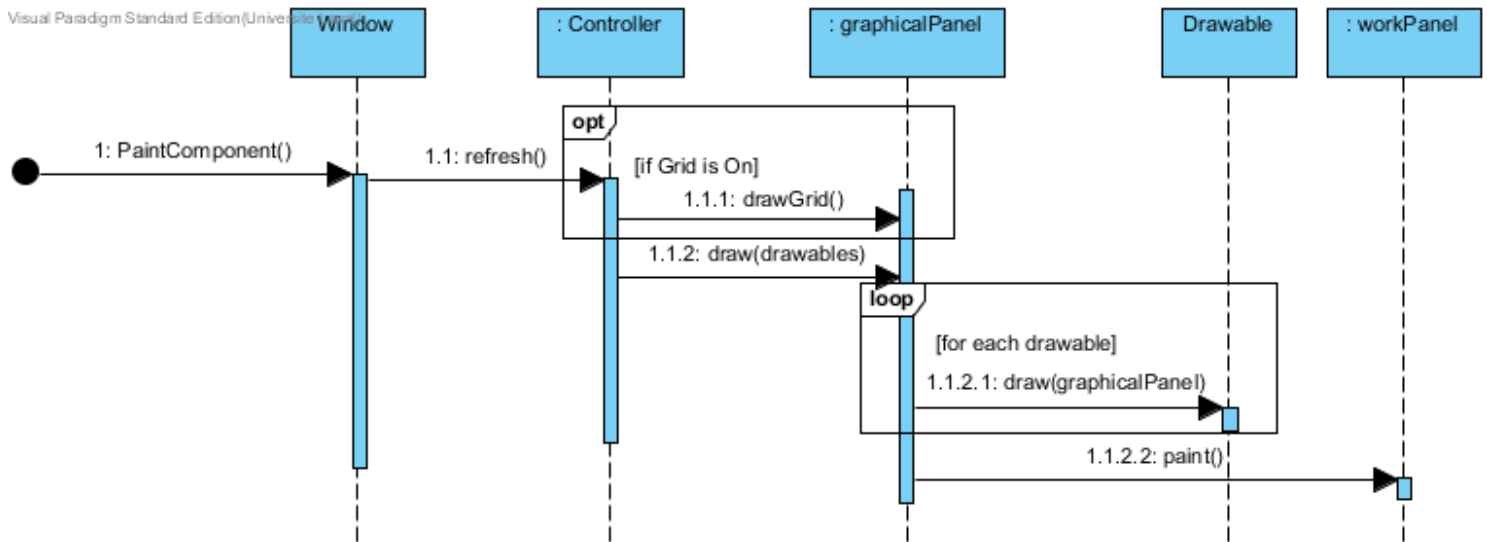 Visual Paradigm Standard Edition(Universite
Window
: Controller
: graphicalPanel
Drawable
: workPanel
opt
1: PaintComponent()
1.1: refresh()
[if Grid is On]
1.1.1: drawGrid()
1.1.2: draw(drawables)
loop
[for each drawable]
1.1.2.1: draw(graphicalPanel)
1.1.2.2: paint()